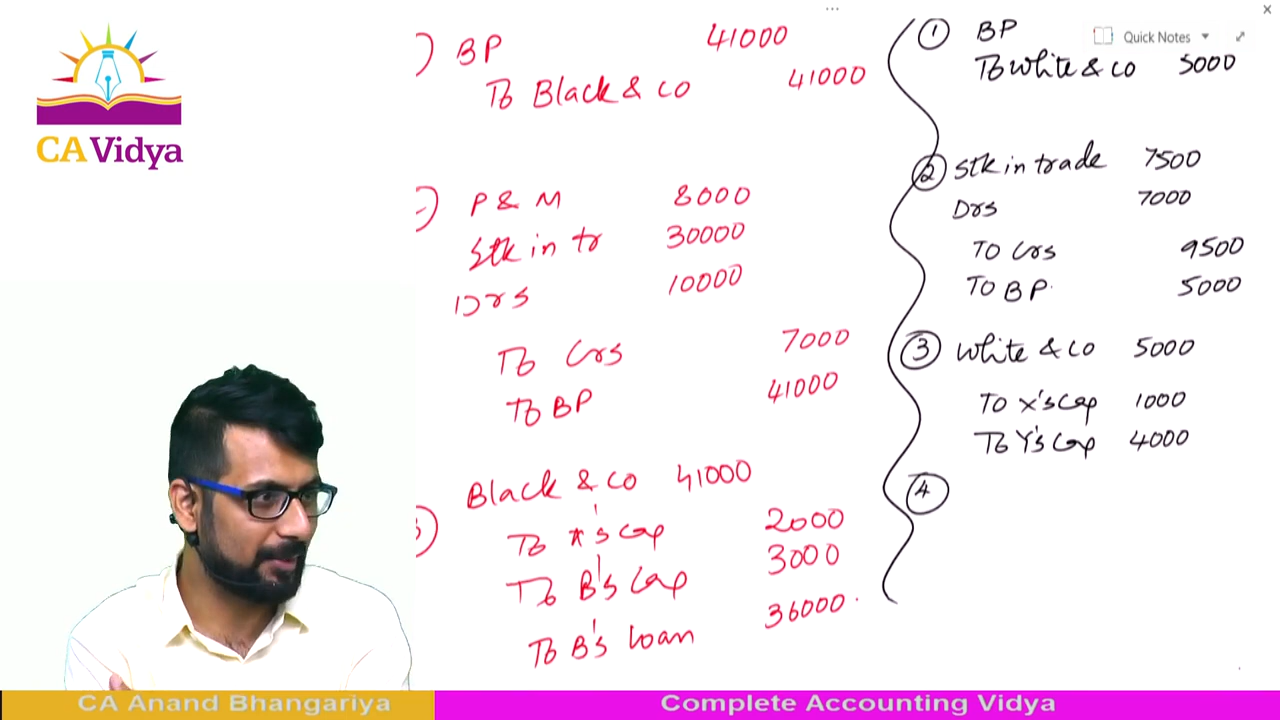 CA Vidya
1) BP 41000
To Black & co 41000
P & M 8000
Stk in tr 30000
Drs 10000
To Crs 7000
To BP 41000
Black & co 41000
To A's Cap 2000
To B's Cap 3000
To B's loan 36000.
Quick Notes
① BP
To White & co 5000
② Stk in trade 7500
Drs 7000
To Crs 9500
To BP. 5000
③ White & co 5000
To X's Cap 1000
To Y's Cap 4000
④
CA Anand Bhangariya
Complete Accounting Vidya